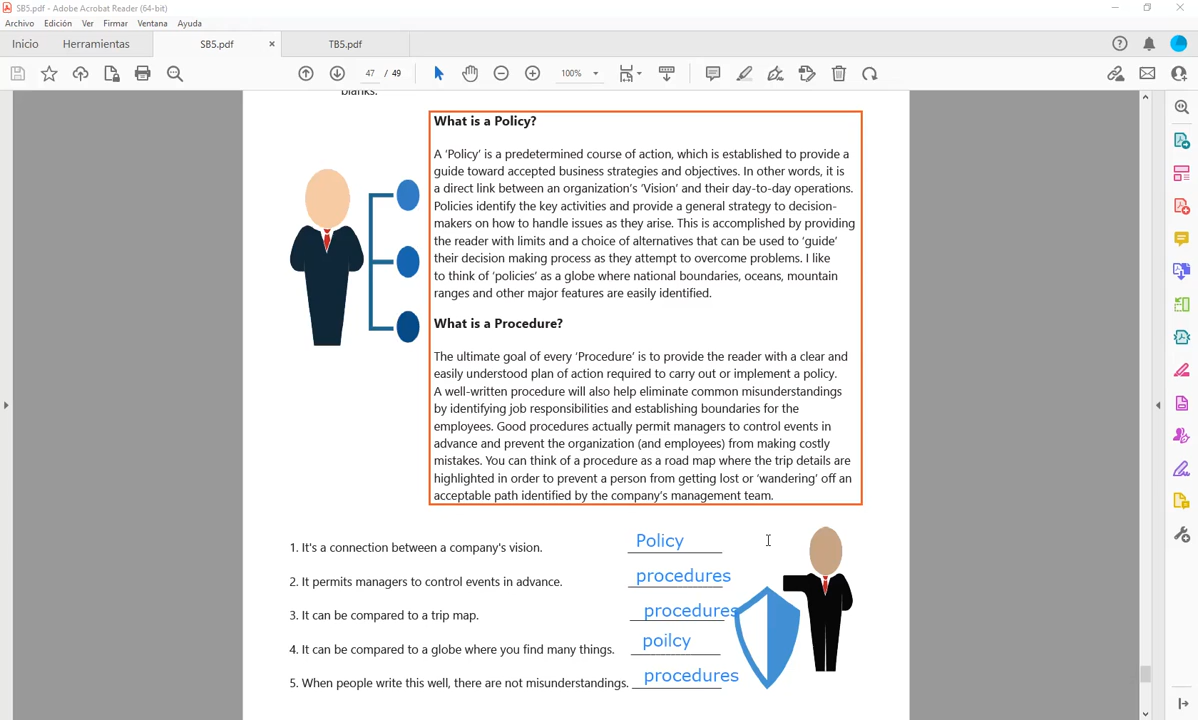 SB5.pdf - Adobe Acrobat Reader (64-bit)
Archivo Edición Ver Firmar Ventana Ayuda
Inicio Herramientas SB5.pdf × TB5.pdf
47 / 49 100%
blanks.
What is a Policy?
A ‘Policy’ is a predetermined course of action, which is established to provide a
guide toward accepted business strategies and objectives. In other words, it is
a direct link between an organization’s ‘Vision’ and their day-to-day operations.
Policies identify the key activities and provide a general strategy to decision-
makers on how to handle issues as they arise. This is accomplished by providing
the reader with limits and a choice of alternatives that can be used to ‘guide’
their decision making process as they attempt to overcome problems. I like
to think of ‘policies’ as a globe where national boundaries, oceans, mountain
ranges and other major features are easily identified.
What is a Procedure?
The ultimate goal of every ‘Procedure’ is to provide the reader with a clear and
easily understood plan of action required to carry out or implement a policy.
A well-written procedure will also help eliminate common misunderstandings
by identifying job responsibilities and establishing boundaries for the
employees. Good procedures actually permit managers to control events in
advance and prevent the organization (and employees) from making costly
mistakes. You can think of a procedure as a road map where the trip details are
highlighted in order to prevent a person from getting lost or ‘wandering’ off an
acceptable path identified by the company’s management team.
1. It's a connection between a company's vision. Policy
2. It permits managers to control events in advance. procedures
3. It can be compared to a trip map. procedures
4. It can be compared to a globe where you find many things. poilcy
5. When people write this well, there are not misunderstandings. procedures